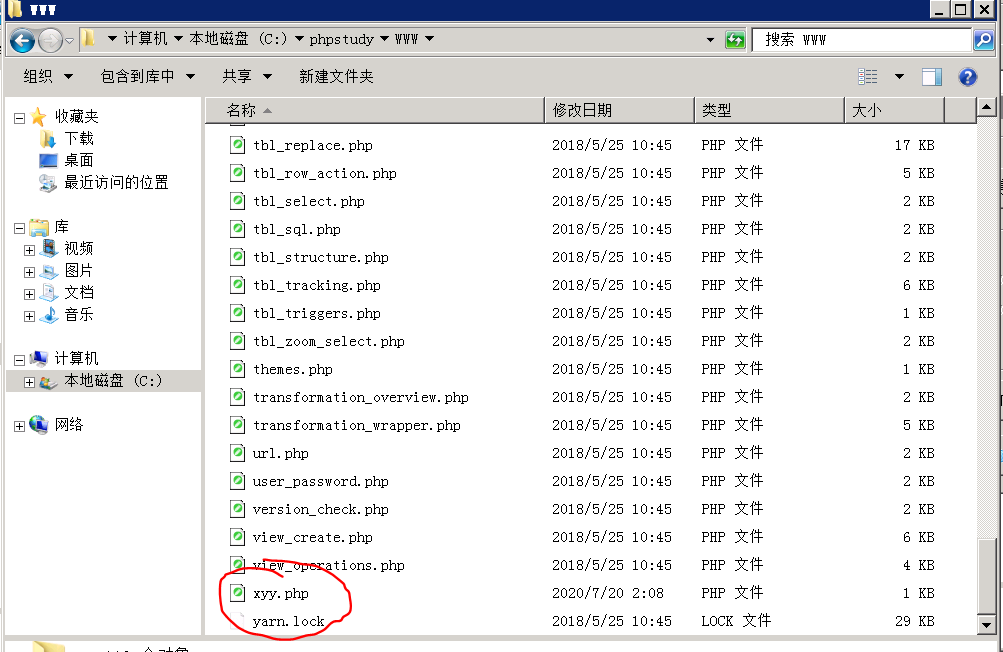 WWW
计算机 本地磁盘 (C:) phpstudy WWW
搜索 WWW
组织 包含到库中 共享 新建文件夹
收藏夹
下载
桌面
最近访问的位置
库
视频
图片
文档
音乐
计算机
本地磁盘 (C:)
网络
名称 修改日期 类型 大小
tbl_replace.php 2018/5/25 10:45 PHP 文件 17 KB
tbl_row_action.php 2018/5/25 10:45 PHP 文件 5 KB
tbl_select.php 2018/5/25 10:45 PHP 文件 2 KB
tbl_sql.php 2018/5/25 10:45 PHP 文件 2 KB
tbl_structure.php 2018/5/25 10:45 PHP 文件 2 KB
tbl_tracking.php 2018/5/25 10:45 PHP 文件 6 KB
tbl_triggers.php 2018/5/25 10:45 PHP 文件 1 KB
tbl_zoom_select.php 2018/5/25 10:45 PHP 文件 2 KB
themes.php 2018/5/25 10:45 PHP 文件 1 KB
transformation_overview.php 2018/5/25 10:45 PHP 文件 2 KB
transformation_wrapper.php 2018/5/25 10:45 PHP 文件 5 KB
url.php 2018/5/25 10:45 PHP 文件 2 KB
user_password.php 2018/5/25 10:45 PHP 文件 2 KB
version_check.php 2018/5/25 10:45 PHP 文件 2 KB
view_create.php 2018/5/25 10:45 PHP 文件 6 KB
view_operations.php 2018/5/25 10:45 PHP 文件 4 KB
xyy.php 2020/7/20 2:08 PHP 文件 1 KB
yarn.lock 2018/5/25 10:45 LOCK 文件 29 KB
个对象